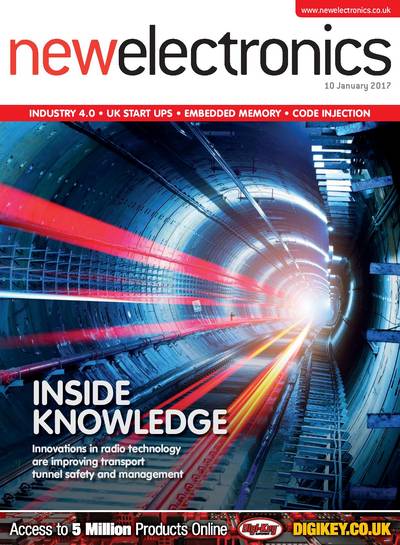 www.newelectronics.co.uk
newelectronics
10 January 2017
INDUSTRY 4.0 • UK START UPS • EMBEDDED MEMORY • CODE INJECTION
INSIDE
KNOWLEDGE
Innovations in radio technology
are improving transport
tunnel safety and management
Access to 5 Million Products Online Digi-Key DIGIKEY.CO.UK